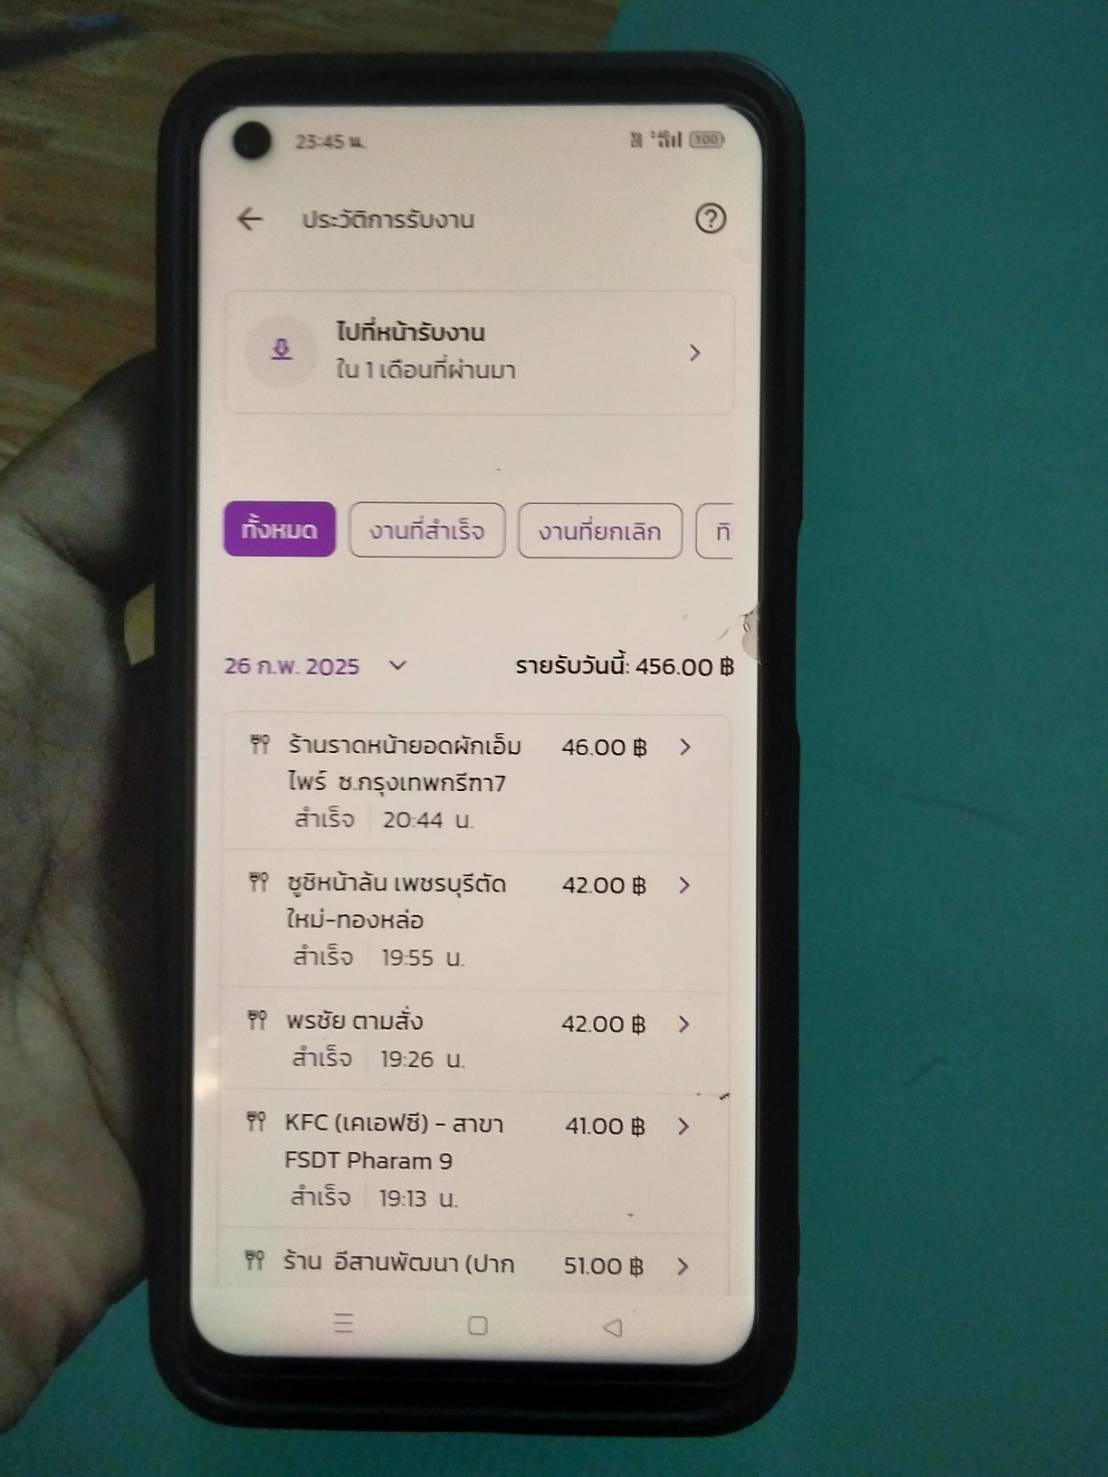 23:45 น.
100
ประวัติการรับงาน
ไปที่หน้ารับงาน
ใน 1 เดือนที่ผ่านมา
ทั้งหมด งานที่สำเร็จ งานที่ยกเลิก ทิ
26 ก.พ. 2025 รายรับวันนี้: 456.00 ฿
ร้านราดหน้ายอดผักเอ็ม 46.00 ฿
ไพร์ ซ.กรุงเทพกรีฑา7
สำเร็จ 20:44 น.
ซูชิหน้าล้น เพชรบุรีตัด 42.00 ฿
ใหม่-ทองหล่อ
สำเร็จ 19:55 น.
พรชัย ตามสั่ง 42.00 ฿
สำเร็จ 19:26 น.
KFC (เคเอฟซี) - สาขา 41.00 ฿
FSDT Pharam 9
สำเร็จ 19:13 น.
ร้าน อีสานพัฒนา (ปาก 51.00 ฿